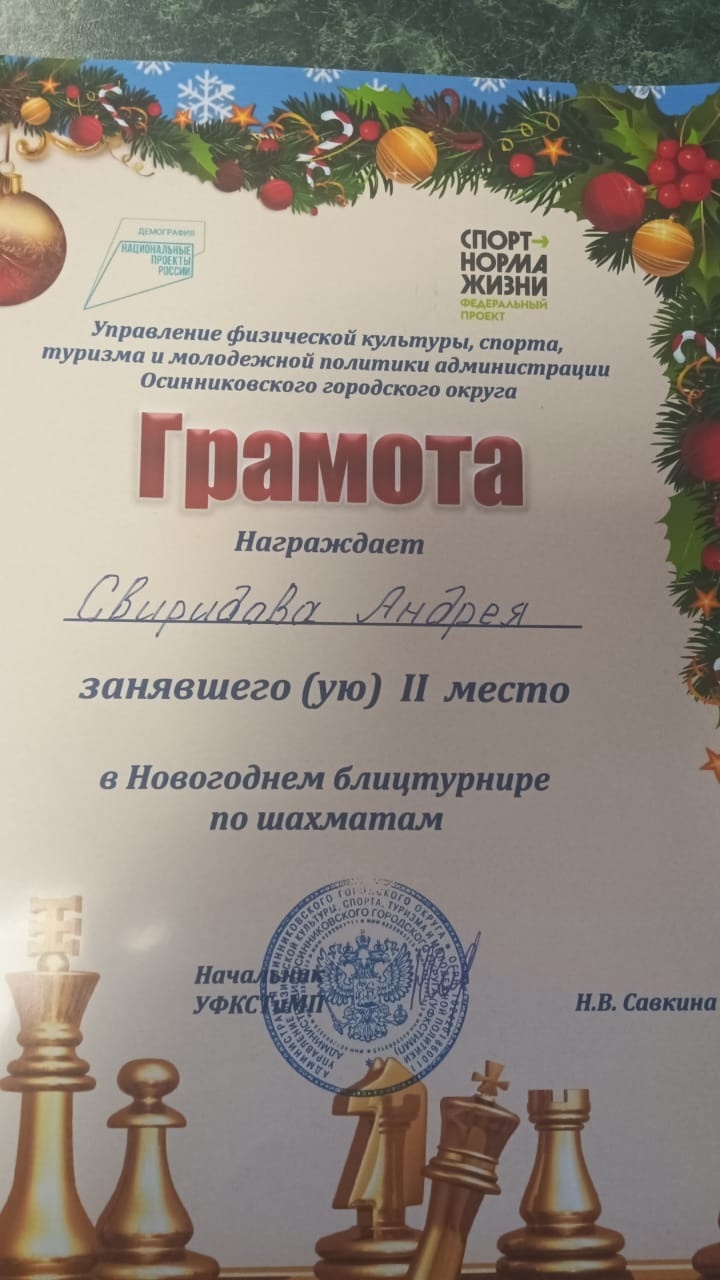 ДЕМОГРАФИЯ
НАЦИОНАЛЬНЫЕ
ПРОЕКТЫ
РОССИИ
СПОРТ
НОРМА
ЖИЗНИ
ФЕДЕРАЛЬНЫЙ
ПРОЕКТ
Управление физической культуры, спорта,
туризма и молодежной политики администрации
Осинниковского городского округа
Грамота
Награждает
Свиридова Андрея
занявшего (ую) II место
в Новогоднем блицтурнире
по шахматам
Начальник
УФКСТиМП
Н.В. Савкина